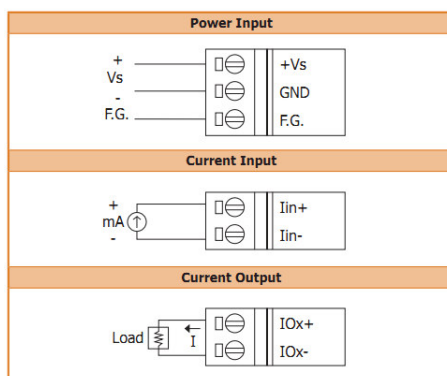 Power Input
+
Vs
-
F.G.
+Vs
GND
F.G.
Current Input
+
mA
-
Iin+
Iin-
Current Output
Load
I
IOx+
IOx-